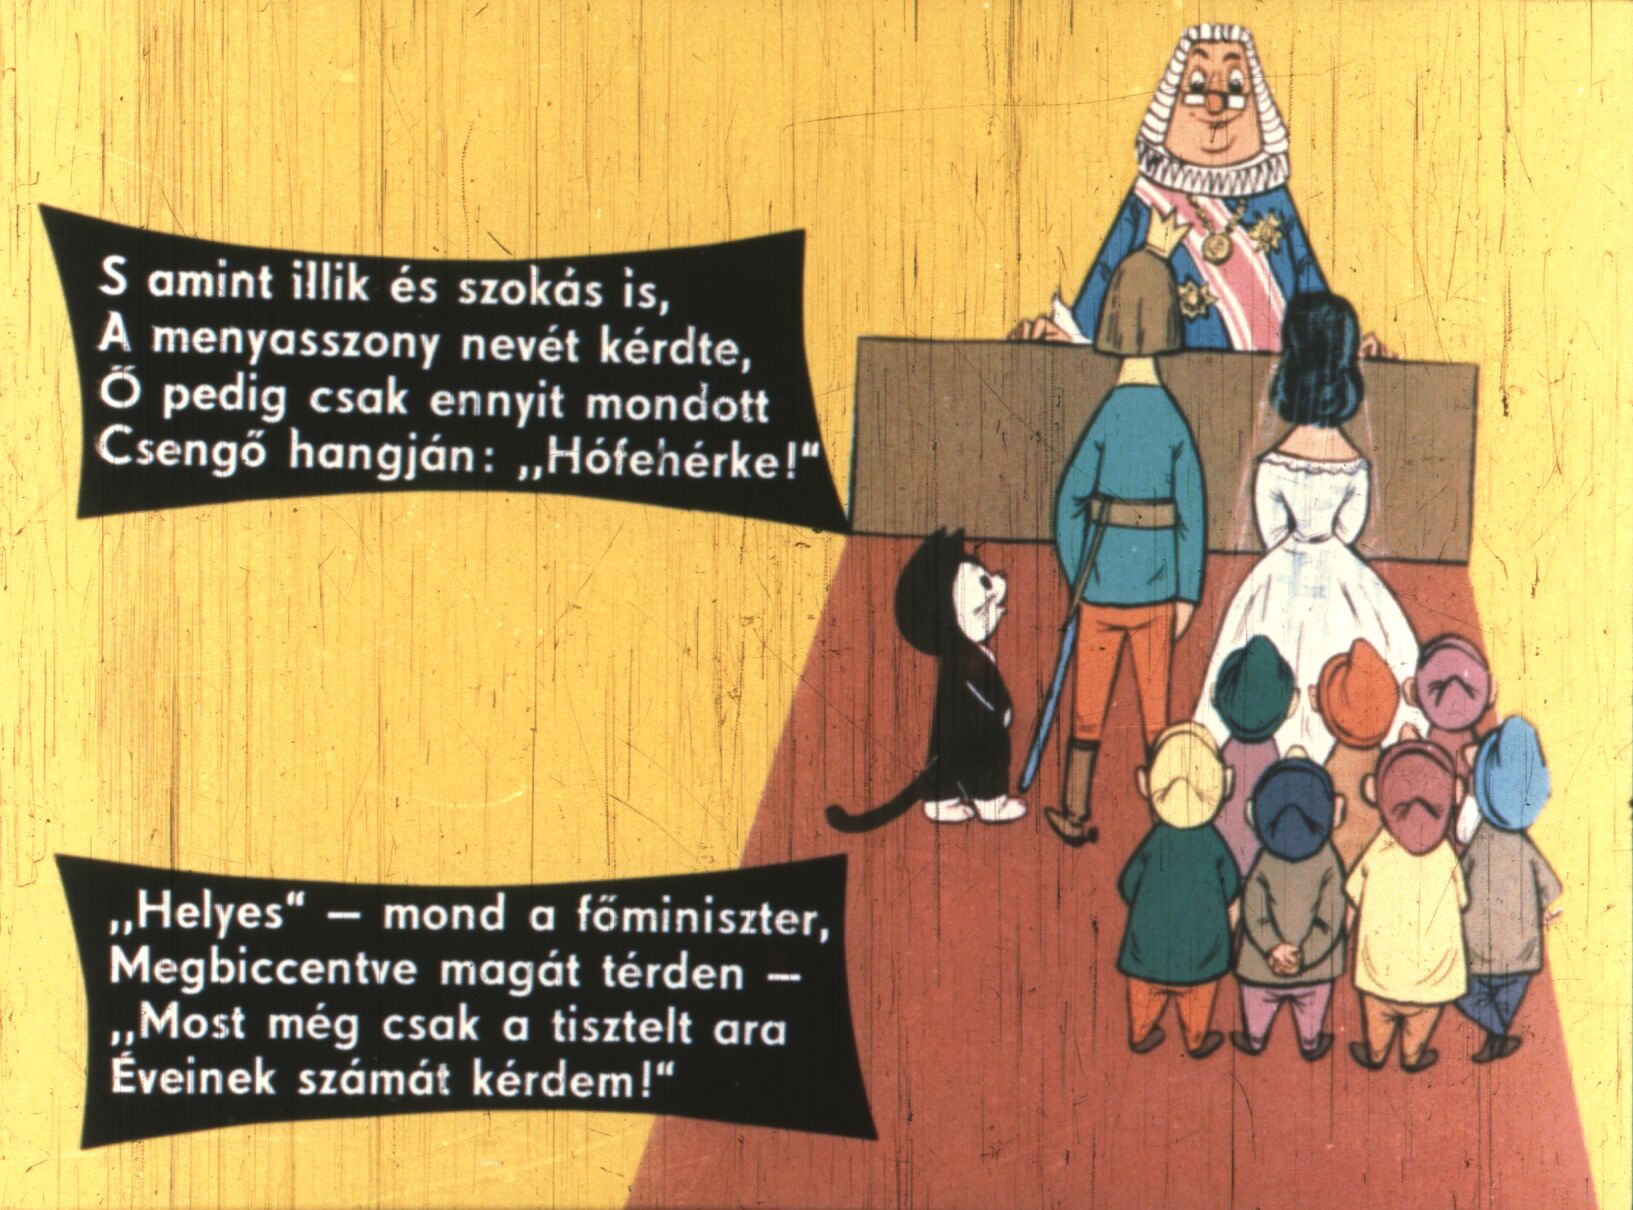 S amint illik és szokás is,
A menyasszony nevét kérdte,
Ő pedig csak ennyit mondott
Csengő hangján: „Hófehérke!“
„Helyes“ — mond a főminiszter,
Megbiccentve magát térden —
„Most még csak a tisztelt ara
Éveinek számát kérdem!“